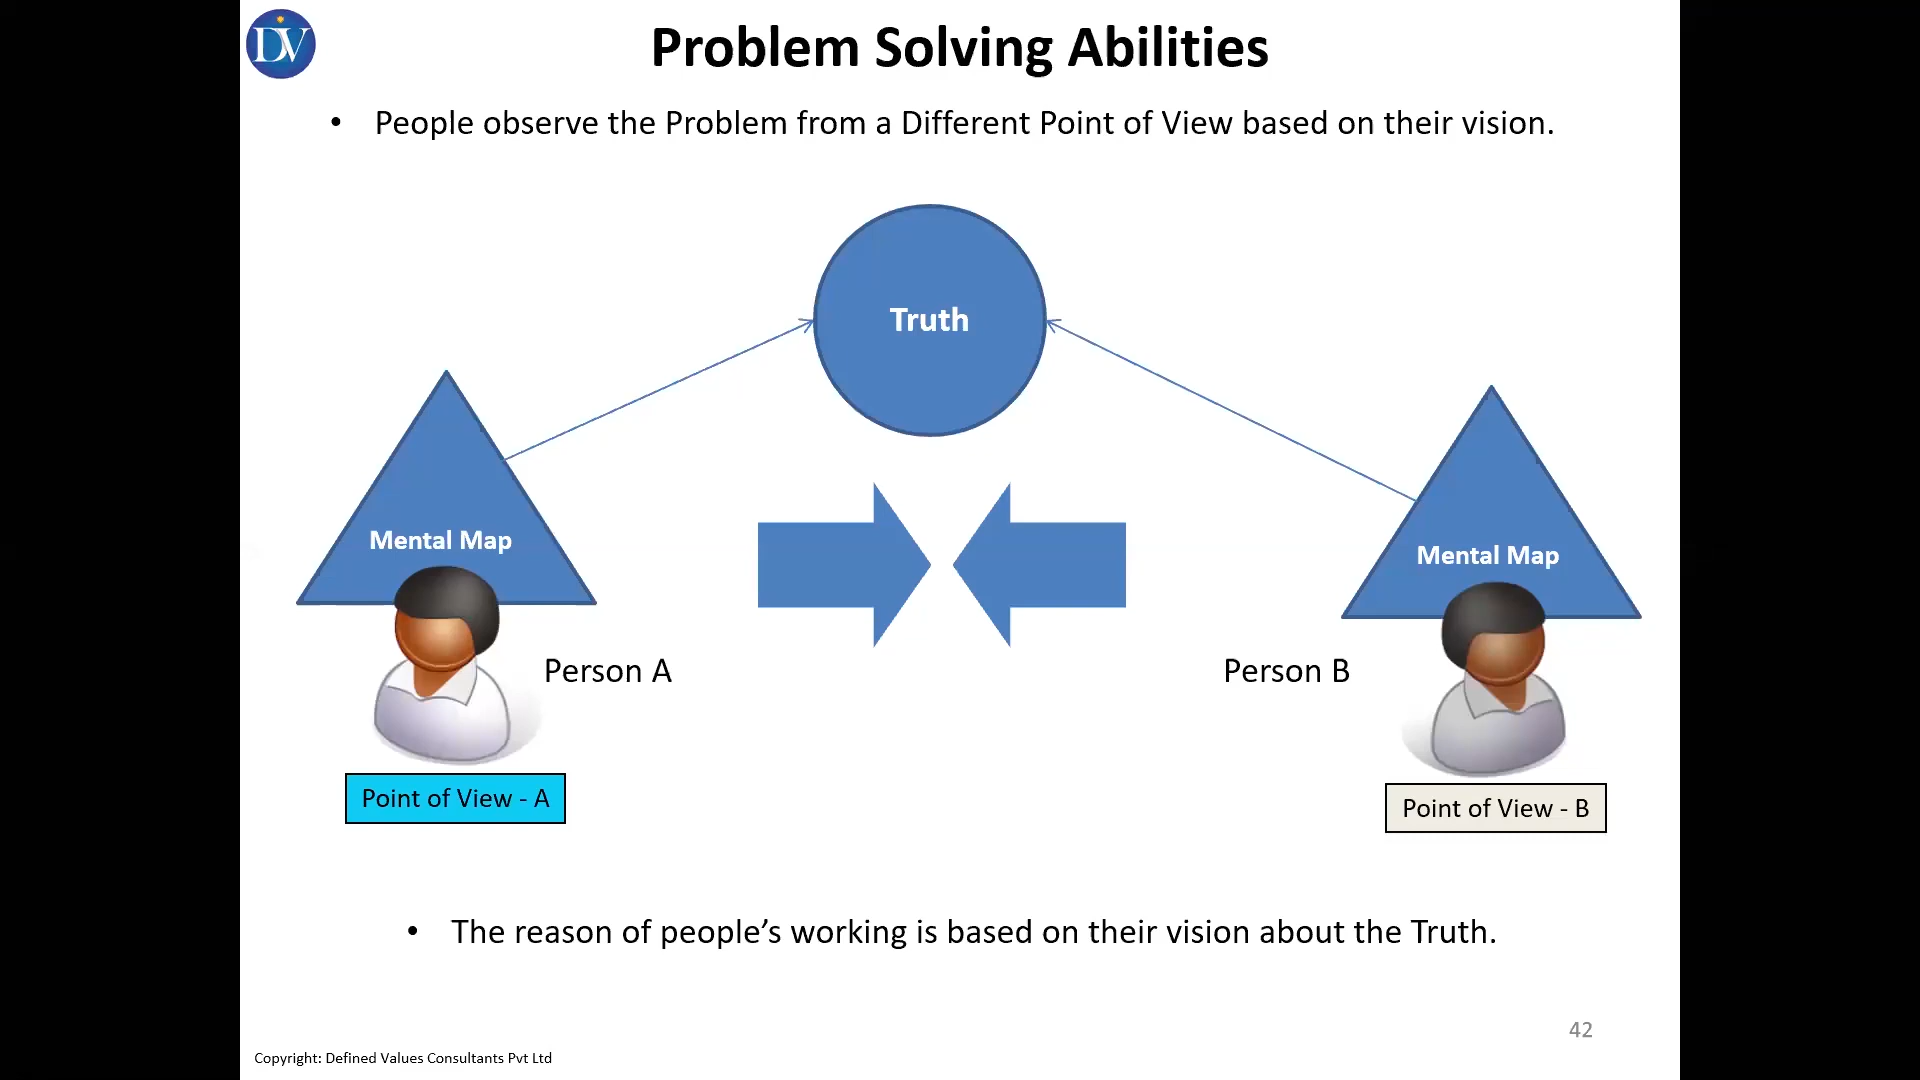 DV
Problem Solving Abilities
• People observe the Problem from a Different Point of View based on their vision.
Truth
Mental Map
Mental Map
Person A
Person B
Point of View - A
Point of View - B
• The reason of people’s working is based on their vision about the Truth.
42
Copyright: Defined Values Consultants Pvt Ltd